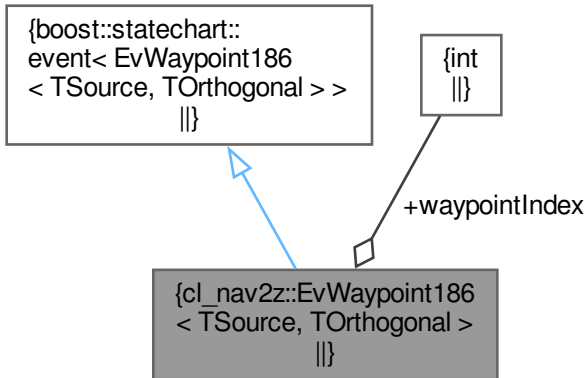 {boost::statechart::
event< EvWaypoint186
< TSource, TOrthogonal > >
||}
{int
||}
+waypointIndex
{cl_nav2z::EvWaypoint186
< TSource, TOrthogonal >
||}